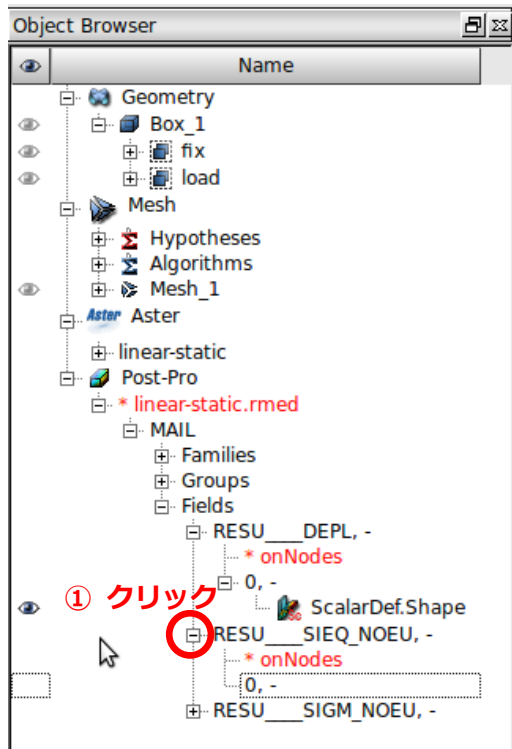 Object Browser
Name
Geometry
Box_1
fix
load
Mesh
Hypotheses
Algorithms
Mesh_1
Aster Aster
linear-static
Post-Pro
* linear-static.rmed
MAIL
Families
Groups
Fields
RESU____DEPL, -
* onNodes
0, -
① クリック
ScalarDef.Shape
RESU____SIEQ_NOEU, -
* onNodes
0, -
RESU____SIGM_NOEU, -